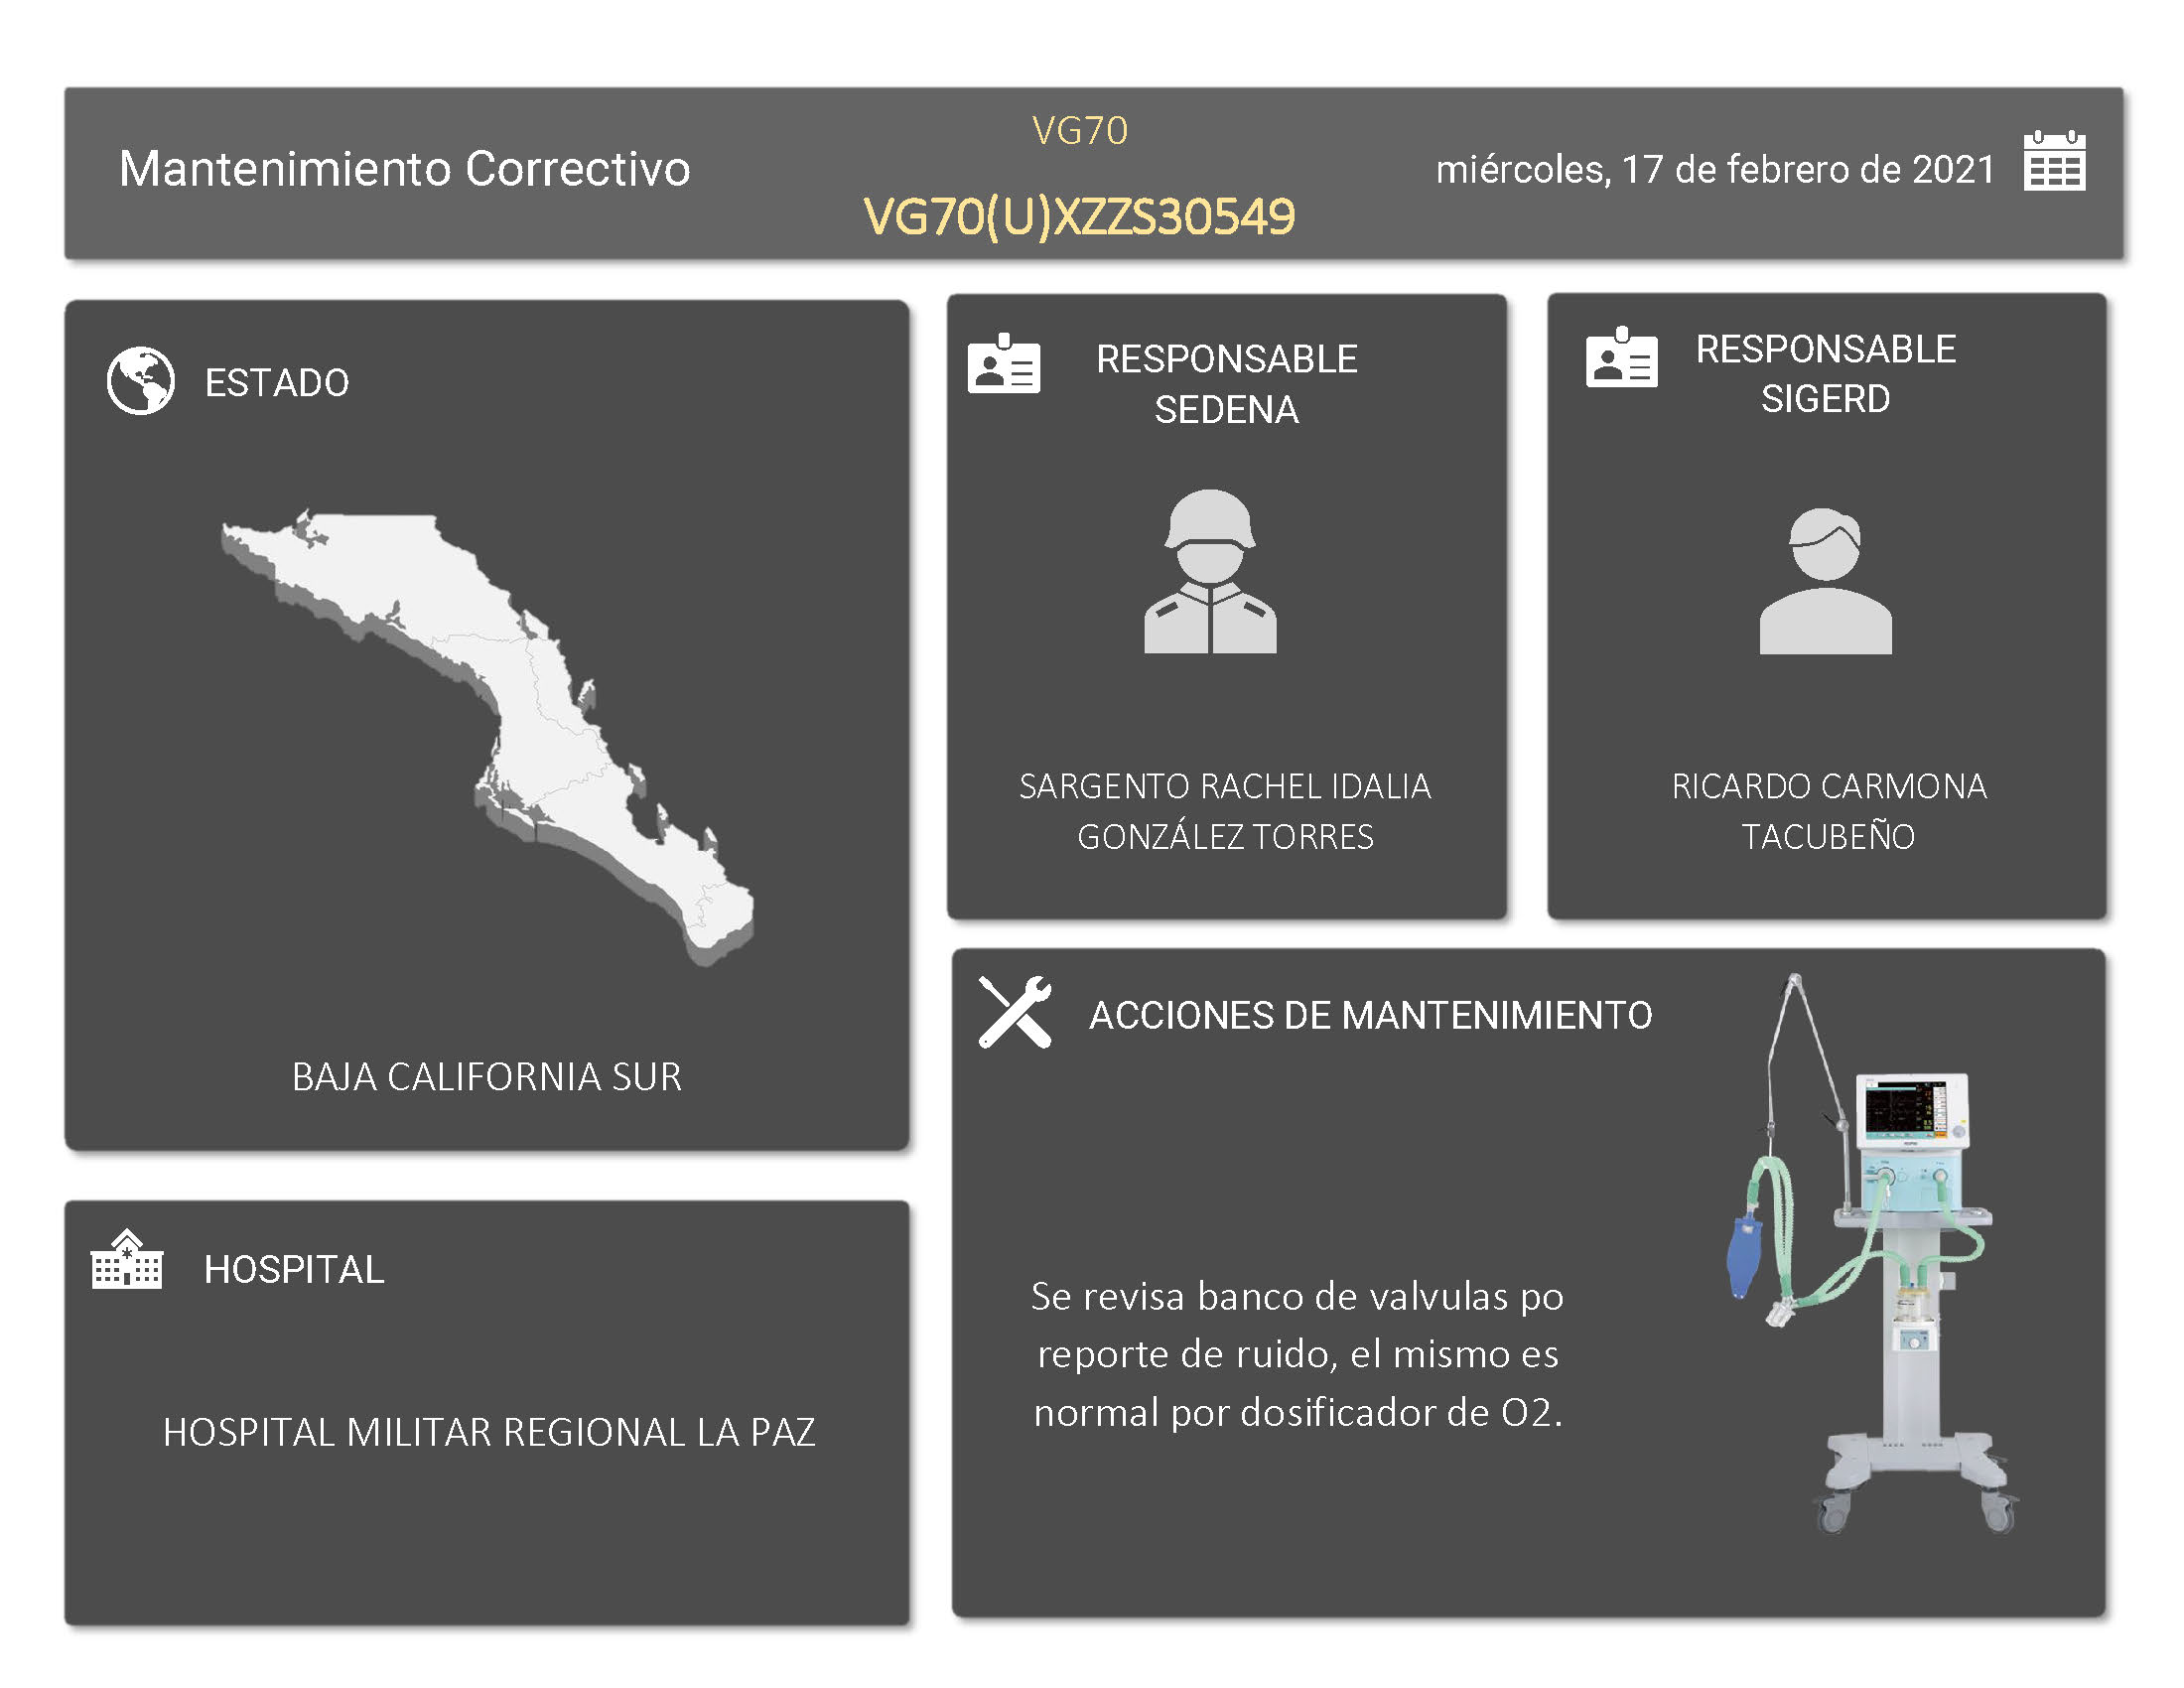 Mantenimiento Correctivo
VG70
VG70(U)XZZS30549
miércoles, 17 de febrero de 2021
ESTADO
BAJA CALIFORNIA SUR
RESPONSABLE
SEDENA
SARGENTO RACHEL IDALIA
GONZÁLEZ TORRES
RESPONSABLE
SIGERD
RICARDO CARMONA
TACUBEÑO
HOSPITAL
HOSPITAL MILITAR REGIONAL LA PAZ
ACCIONES DE MANTENIMIENTO
Se revisa banco de valvulas po
reporte de ruido, el mismo es
normal por dosificador de O2.